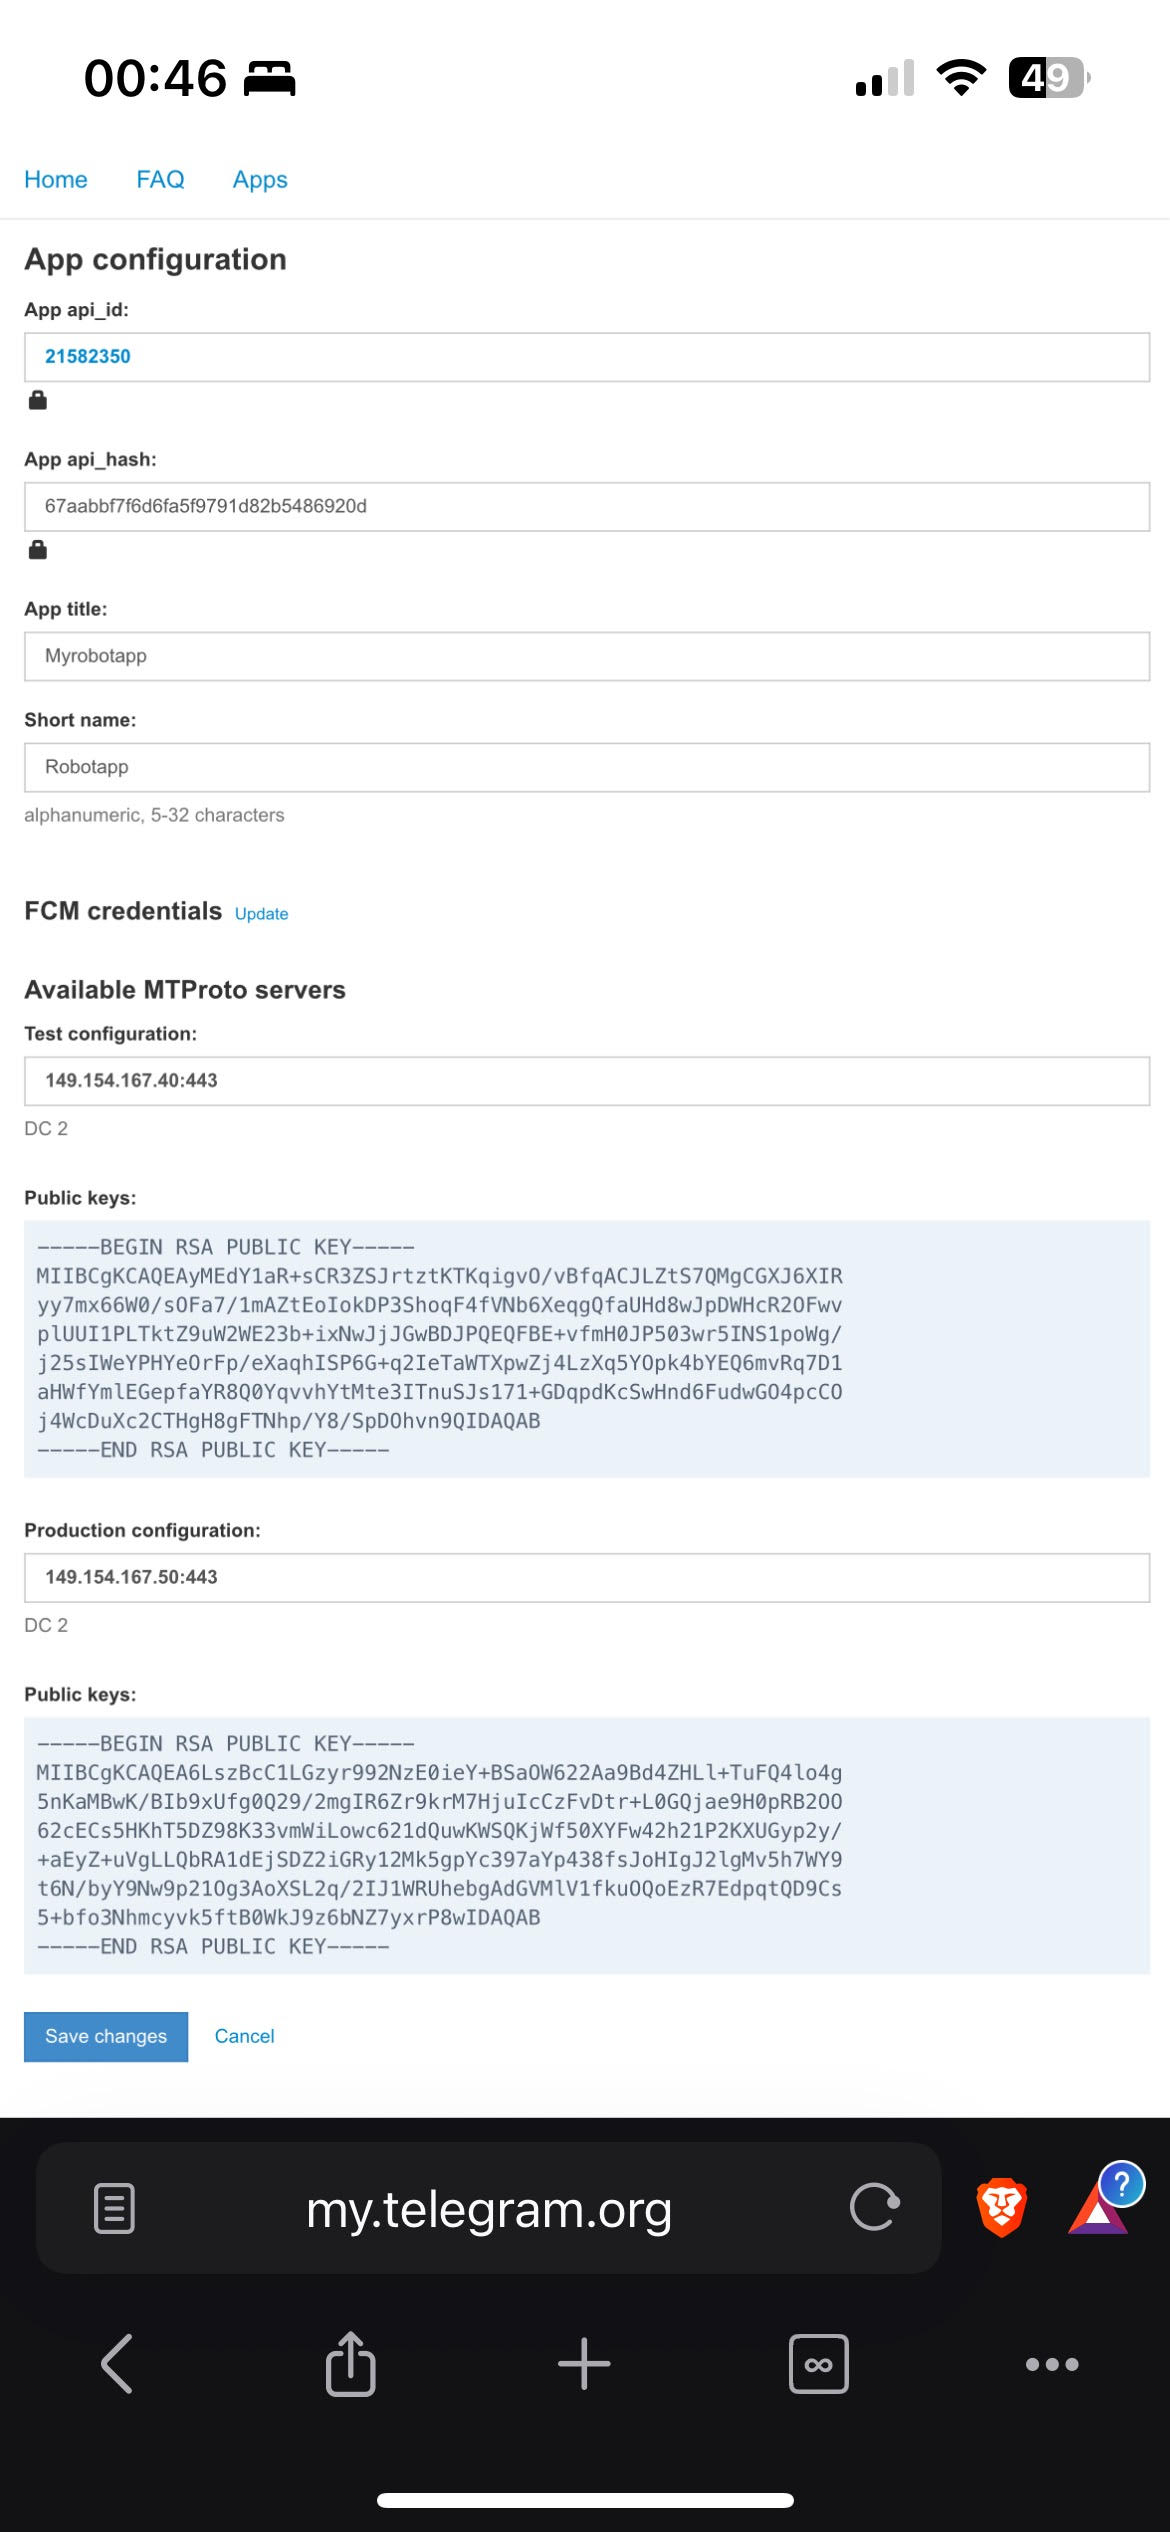 00:46
49
Home FAQ Apps
App configuration
App api_id:
21582350
App api_hash:
67aabbf7f6d6fa5f9791d82b5486920d
App title:
Myrobotapp
Short name:
Robotapp
alphanumeric, 5-32 characters
FCM credentials Update
Available MTProto servers
Test configuration:
149.154.167.40:443
DC 2
Public keys:
-----BEGIN RSA PUBLIC KEY-----
MIIBCgKCAQEAyMEdY1aR+sCR3ZSJrtztKTKqigvO/vBfqACJLZtS7QMgCGXJ6XIR
yy7mx66W0/sOFa7/1mAZtEoIokDP3ShoqF4fVNb6XeqgQfaUHd8wJpDWHcR2OFwv
plUUI1PLTktZ9uW2WE23b+ixNwJjJGwBDJPQEQFBE+vfmH0JP503wr5INS1poWg/
j25sIWeYPHYeOrFp/eXaqhISP6G+q2IeTaWTXpwZj4LzXq5YOpk4bYEQ6mvRq7D1
aHWfYmlEGepfaYR8Q0YqvvhYtMte3ITnuSJs171+GDqpdKcSwHnd6FudwGO4pcCO
j4WcDuXc2CTHgH8gFTNhp/Y8/SpDOhvn9QIDAQAB
-----END RSA PUBLIC KEY-----
Production configuration:
149.154.167.50:443
DC 2
Public keys:
-----BEGIN RSA PUBLIC KEY-----
MIIBCgKCAQEA6LszBcC1LGzyr992NzE0ieY+BSaOW622Aa9Bd4ZHLl+TuFQ4lo4g
5nKaMBwK/BIb9xUfg0Q29/2mgIR6Zr9krM7HjuIcCzFvDtr+L0GQjae9H0pRB2OO
62cECs5HKhT5DZ98K33vmWiLowc621dQuwKWSQKjWf50XYFw42h21P2KXUGyp2y/
+aEyZ+uVgLLQbRA1dEjSDZ2iGRy12Mk5gpYc397aYp438fsJoHIgJ2lgMv5h7WY9
t6N/byY9Nw9p21Og3AoXSL2q/2IJ1WRUhebgAdGVMlV1fkuOQoEzR7EdpqtQD9Cs
5+bfo3Nhmcyvk5ftB0WkJ9z6bNZ7yxrP8wIDAQAB
-----END RSA PUBLIC KEY-----
Save changes Cancel
my.telegram.org
?